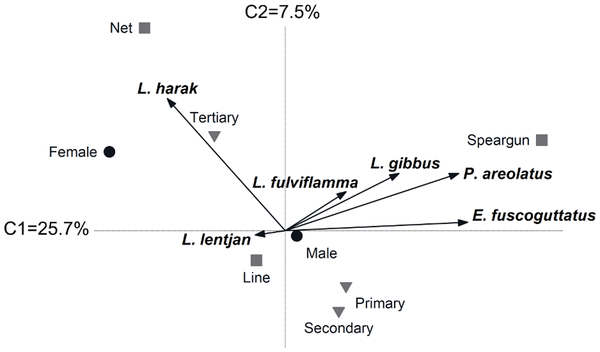 C2=7.5%
Net
L. harak
Tertiary
Female
Speargun
L. gibbus
P. areolatus
L. fulviflamma
E. fuscoguttatus
C1=25.7%
L. lentjan
Male
Line
Primary
Secondary